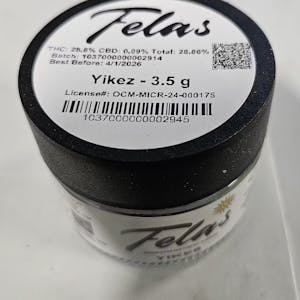 Felas
THC: 28.8% CBD: 0.09% Total: 28.86%
Batch: 1037000000002914
Best Before: 4/1/2026
Yikez - 3.5 g
License#: OCM-MICR-24-000175
1037000000002945
Felas
YIKES